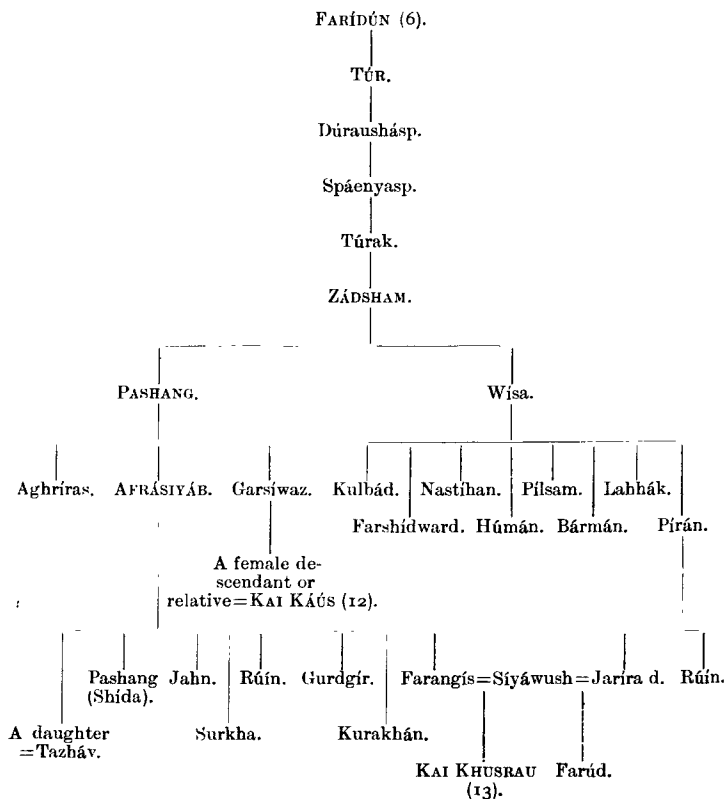 FARÍDÚN (6).
TÚR.
Dúraushásp.
Spáenyasp.
Túrak.
ZÁDSHAM.
PASHANG. Wísa.
Aghríras. AFRÁSIYÁB. Garsíwaz. Kulbád. Nastíhan. Pílsam. Lahhák.
Farshídward. Húmán. Bármán. Pírán.
A female de-
scendant or
relative=KAI KÁÚS (12).
Pashang Jahn. Rúín. Gurdgír. Farangís=Síyáwush=Jaríra d. Rúín.
(Shída).
A daughter Surkha. Kurakhán.
=Tazháv.
KAI KHUSRAU Farúd.
(13).